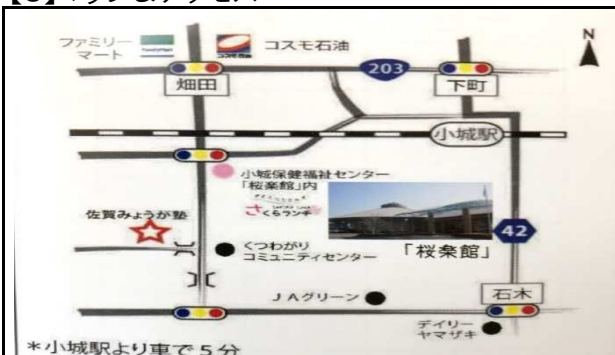 ファミリー
マート
コスモ石油
N
203
畑田
下町
小城駅
小城保健福祉センター
「桜楽館」内
さくらランチ
佐賀みょうが塾
くつわがり
コミュニティセンター
「桜楽館」
42
JAグリーン
石木
デイリー
ヤマザキ
*小城駅より車で5分